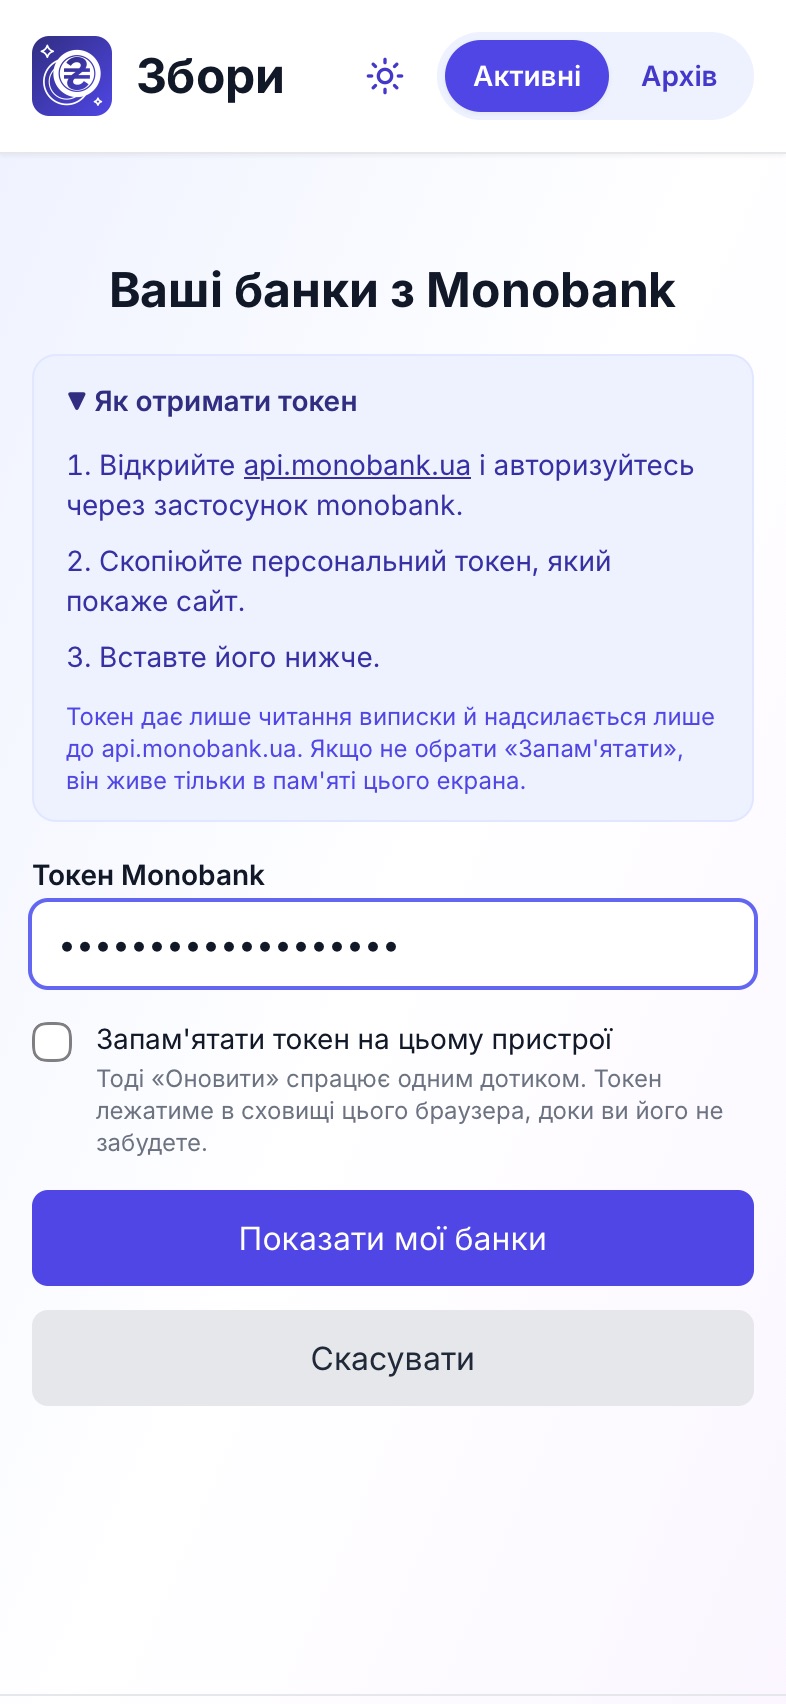 Збори
Активні
Архів
Ваші банки з Monobank
▼ Як отримати токен
1. Відкрийте api.monobank.ua і авторизуйтесь
через застосунок monobank.
2. Скопіюйте персональний токен, який
покаже сайт.
3. Вставте його нижче.
Токен дає лише читання виписки й надсилається лише
до api.monobank.ua. Якщо не обрати «Запам'ятати»,
він живе тільки в пам'яті цього екрана.
Токен Monobank
•••••••••••••••••••
Запам'ятати токен на цьому пристрої
Тоді «Оновити» спрацює одним дотиком. Токен
лежатиме в сховищі цього браузера, доки ви його не
забудете.
Показати мої банки
Скасувати